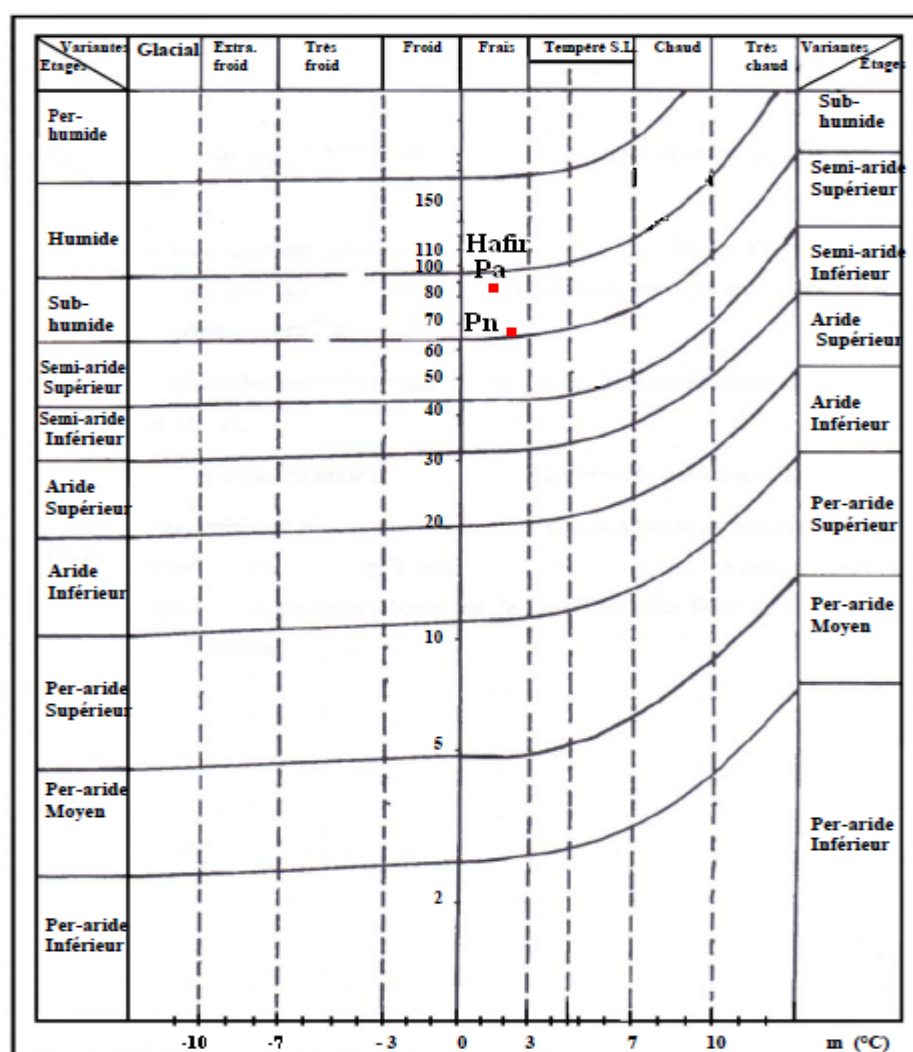 Variantes
Etages
Glacial
Extra.
froid
Très
froid
Froid
Frais
Tempéré S.L.
Chaud
Très
chaud
Variantes
Étages
Per-
humide
Humide
Sub-
humide
Semi-aride
Supérieur
Semi-aride
Inférieur
Aride
Supérieur
Aride
Inférieur
Per-aride
Supérieur
Per-aride
Moyen
Per-aride
Inférieur
150
110
100
80
70
60
50
40
30
20
10
5
2
Hafir
Pa
Pn
Sub-
humide
Semi-aride
Supérieur
Semi-aride
Inférieur
Aride
Supérieur
Aride
Inférieur
Per-aride
Supérieur
Per-aride
Moyen
Per-aride
Inférieur
-10 -7 -3 0 3 7 10 m (°C)